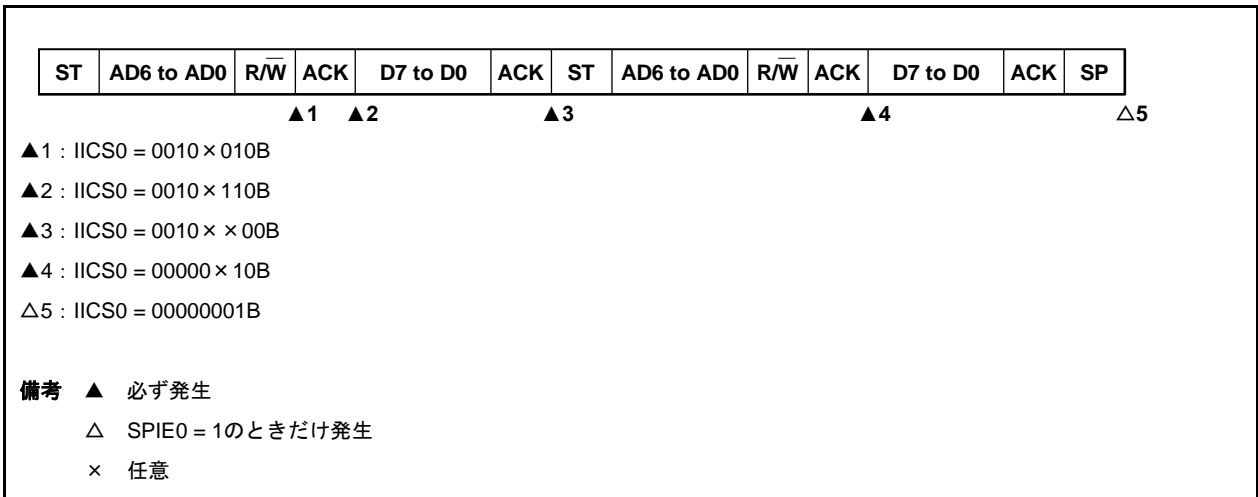 ST AD6 to AD0 R/W̅ ACK D7 to D0 ACK ST AD6 to AD0 R/W̅ ACK D7 to D0 ACK SP
▲1 ▲2 ▲3 ▲4 △5
▲1：IICS0 = 0010×010B
▲2：IICS0 = 0010×110B
▲3：IICS0 = 0010××00B
▲4：IICS0 = 00000×10B
△5：IICS0 = 00000001B
備考 ▲ 必ず発生
△ SPIE0 = 1のときだけ発生
× 任意